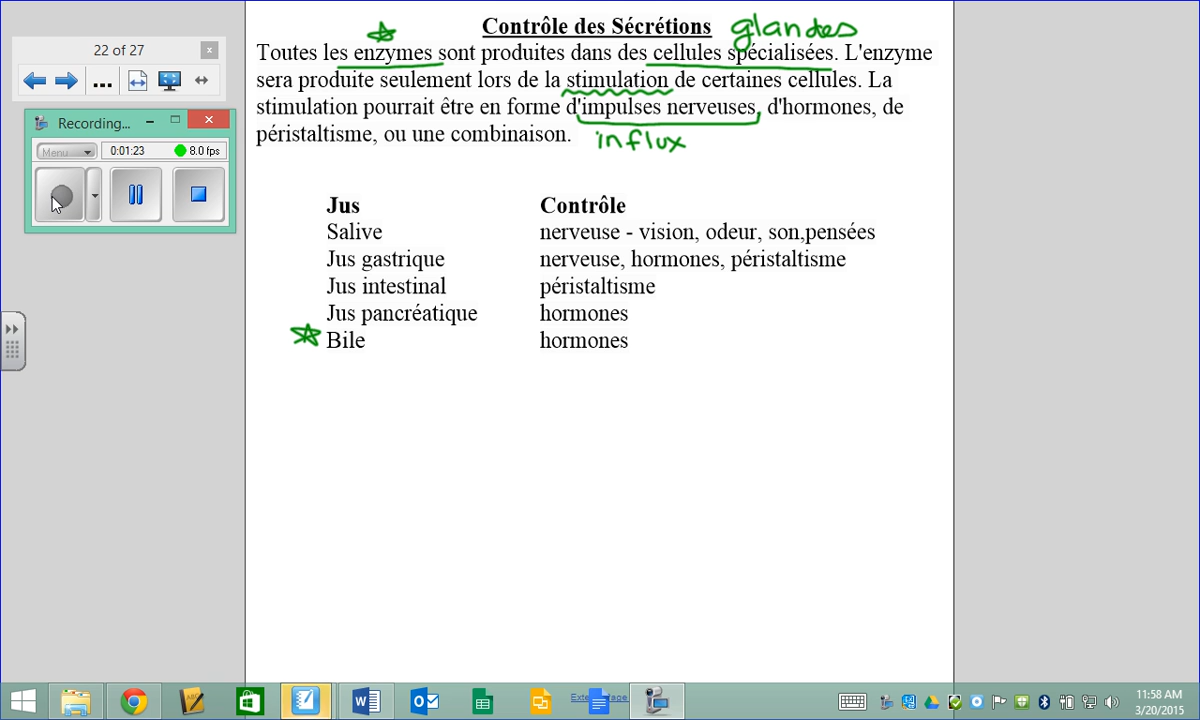 Contrôle des Sécrétions glandes
Toutes les enzymes sont produites dans des cellules spécialisées. L'enzyme
sera produite seulement lors de la stimulation de certaines cellules. La
stimulation pourrait être en forme d'impulses nerveuses, d'hormones, de
péristaltisme, ou une combinaison. influx
Jus Contrôle
Salive nerveuse - vision, odeur, son,pensées
Jus gastrique nerveuse, hormones, péristaltisme
Jus intestinal péristaltisme
Jus pancréatique hormones
Bile hormones
22 of 27
Recording...
Menu 0:01:23 8.0 fps
11:58 AM
3/20/2015